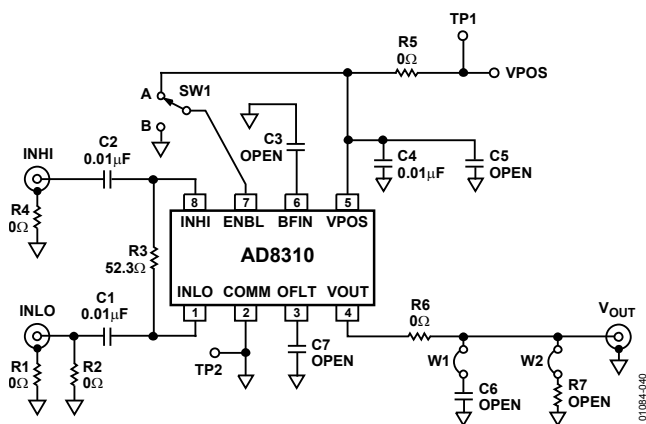 TP1
R5
0Ω
VPOS
A
SW1
B
C3
OPEN
INHI
C2
0.01µF
C4
0.01µF
C5
OPEN
R4
0Ω
8
7
6
5
INHI
ENBL
BFIN
VPOS
R3
52.3Ω
AD8310
INLO
C1
0.01µF
INLO
COMM
OFLT
VOUT
1
2
3
4
R6
0Ω
VOUT
R1
0Ω
R2
0Ω
TP2
C7
OPEN
W1
W2
C6
OPEN
R7
OPEN
01084-040